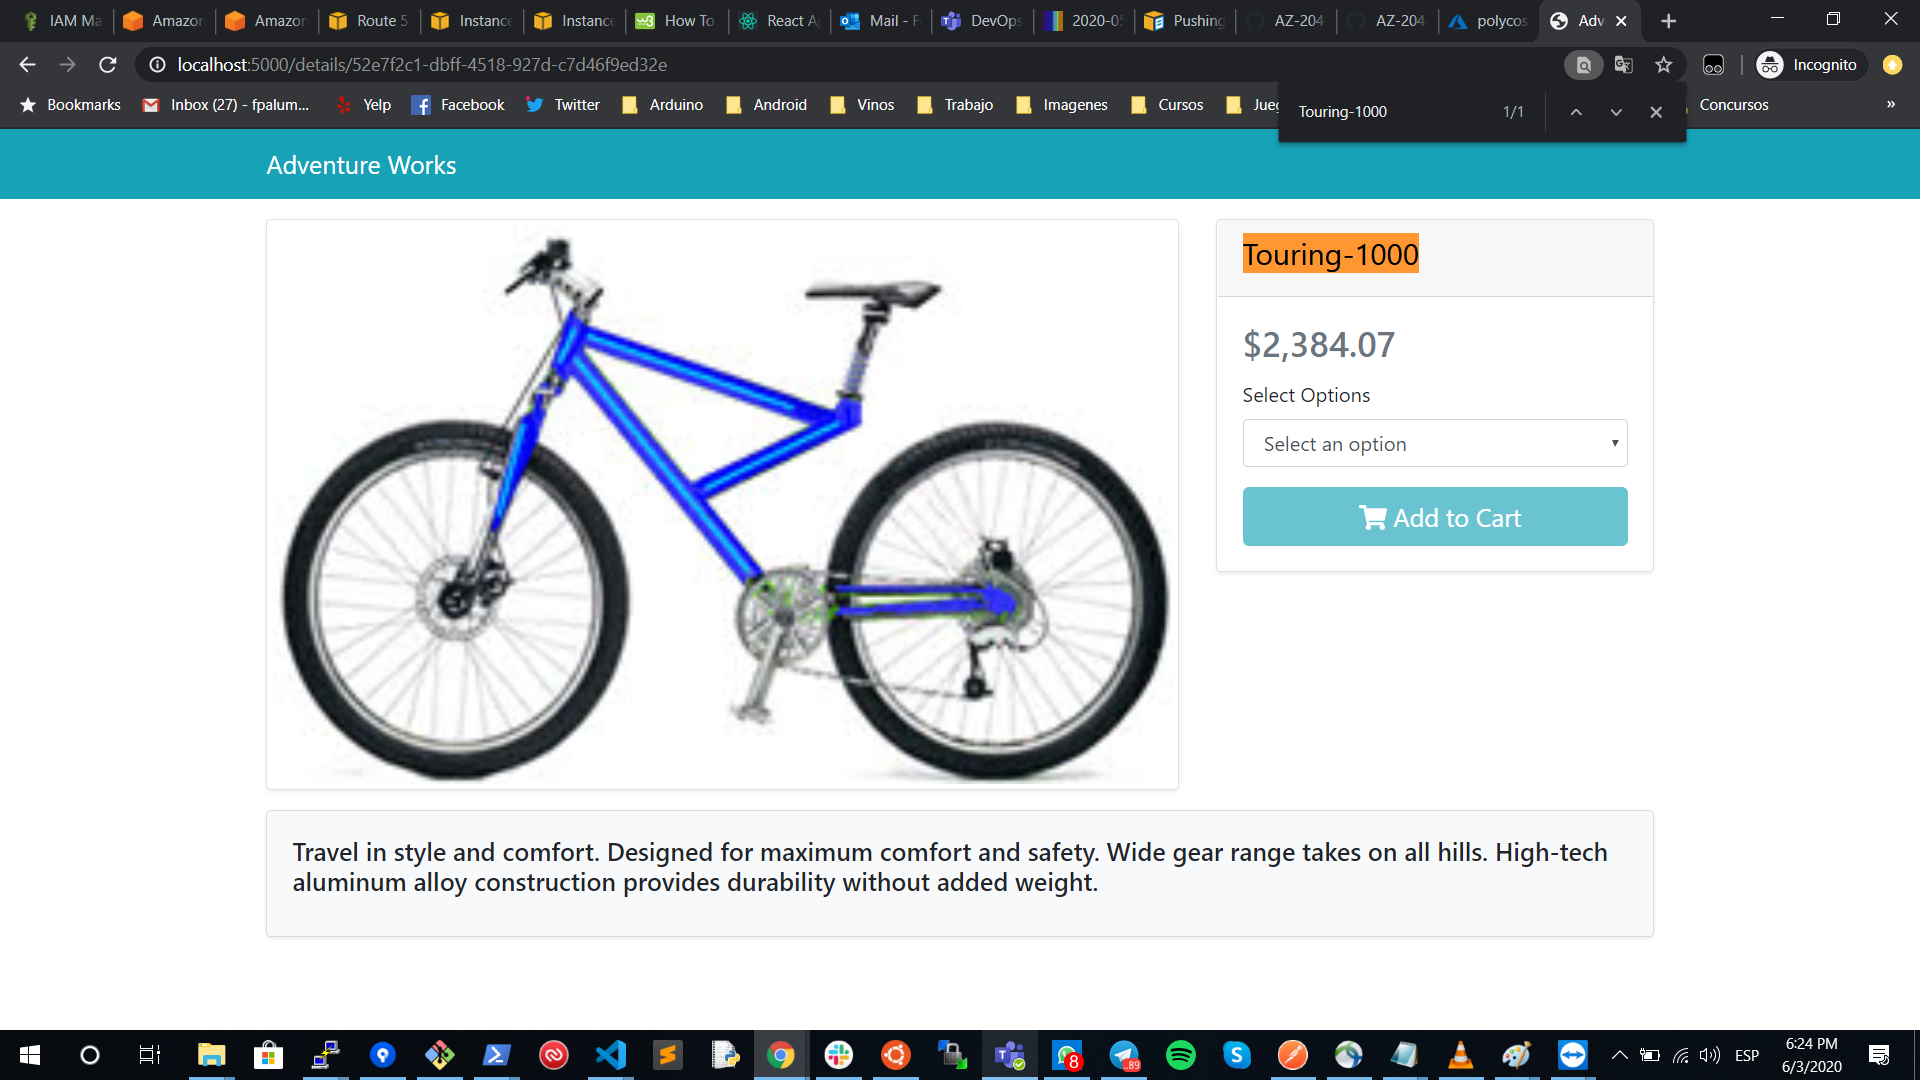 IAM Ma
Amazon
Amazon
Route 5
Instance
Instance
How To
React A
Mail - F
DevOps
2020-05
Pushing
AZ-204
AZ-204
polycos
Adv
localhost:5000/details/52e7f2c1-dbff-4518-927d-c7d46f9ed32e
Incognito
Bookmarks
Inbox (27) - fpalum...
Yelp
Facebook
Twitter
Arduino
Android
Vinos
Trabajo
Imagenes
Cursos
Concursos
»
Touring-1000 1/1
Adventure Works
Touring-1000
$2,384.07
Select Options
Select an option
Add to Cart
Travel in style and comfort. Designed for maximum comfort and safety. Wide gear range takes on all hills. High-tech
aluminum alloy construction provides durability without added weight.
8
89
ESP
6:24 PM
6/3/2020